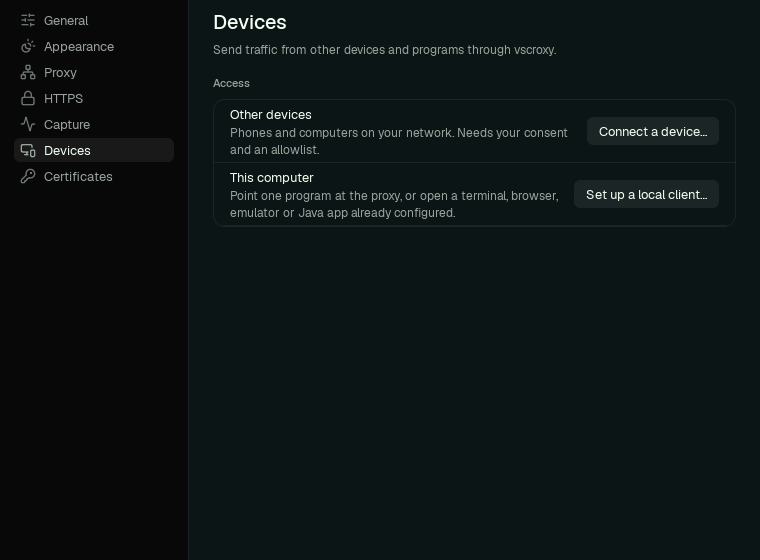 General
Appearance
Proxy
HTTPS
Capture
Devices
Certificates
Devices
Send traffic from other devices and programs through vscroxy.
Access
Other devices
Phones and computers on your network. Needs your consent
and an allowlist.
Connect a device...
This computer
Point one program at the proxy, or open a terminal, browser,
emulator or Java app already configured.
Set up a local client...